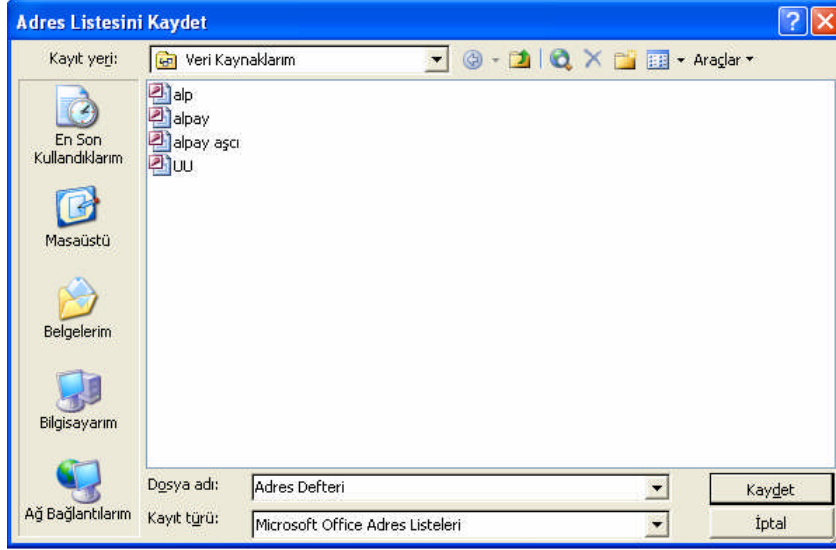 Adres Listesini Kaydet
Kayıt yeri:
Veri Kaynaklarım
Araçlar
En Son
Kullandıklarım
Masaüstü
Belgelerim
Bilgisayarım
Ağ Bağlantılarım
alp
alpay
alpay aşcı
UU
Dosya adı:
Adres Defteri
Kaydet
Kayıt türü:
Microsoft Office Adres Listeleri
İptal